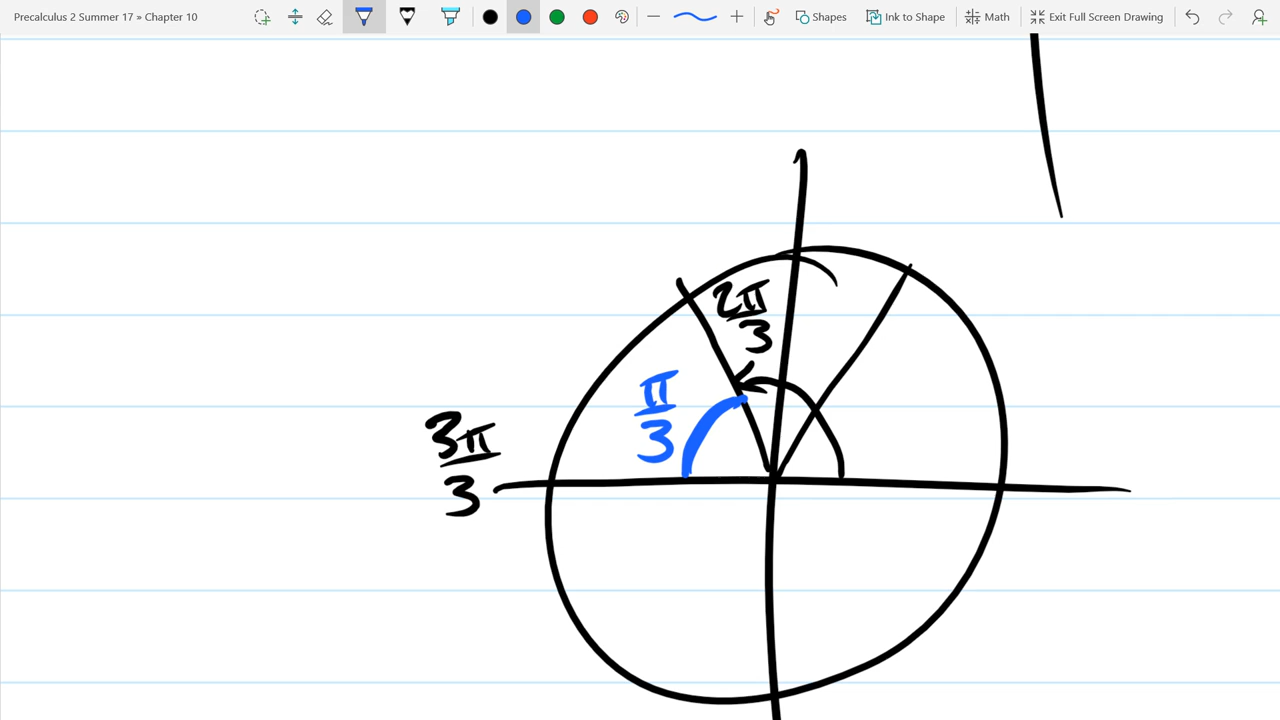 Precalculus 2 Summer 17 » Chapter 10
Shapes
Ink to Shape
Math
Exit Full Screen Drawing
2π
3
π
3
3π
3